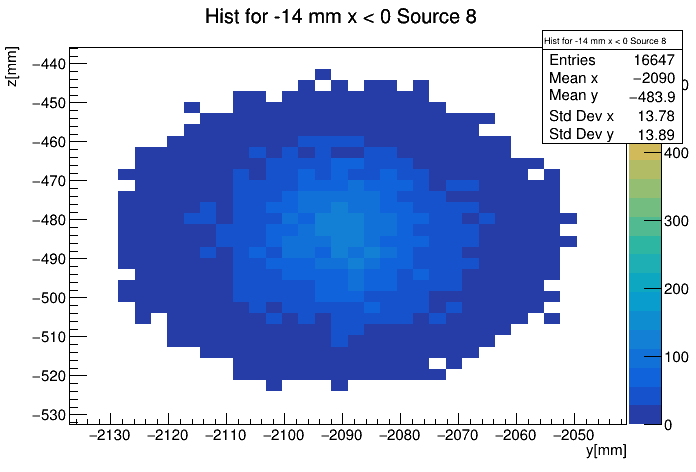 Hist for -14 mm x < 0 Source 8
z[mm]
Hist for -14 mm x < 0 Source 8
Entries 16647
Mean x −2090
Mean y −483.9
Std Dev x 13.78
Std Dev y 13.89
−440
−450
−460
−470
−480
−490
−500
−510
−520
−530
0
400
300
200
100
0
−2130 −2120 −2110 −2100 −2090 −2080 −2070 −2060 −2050
y[mm]